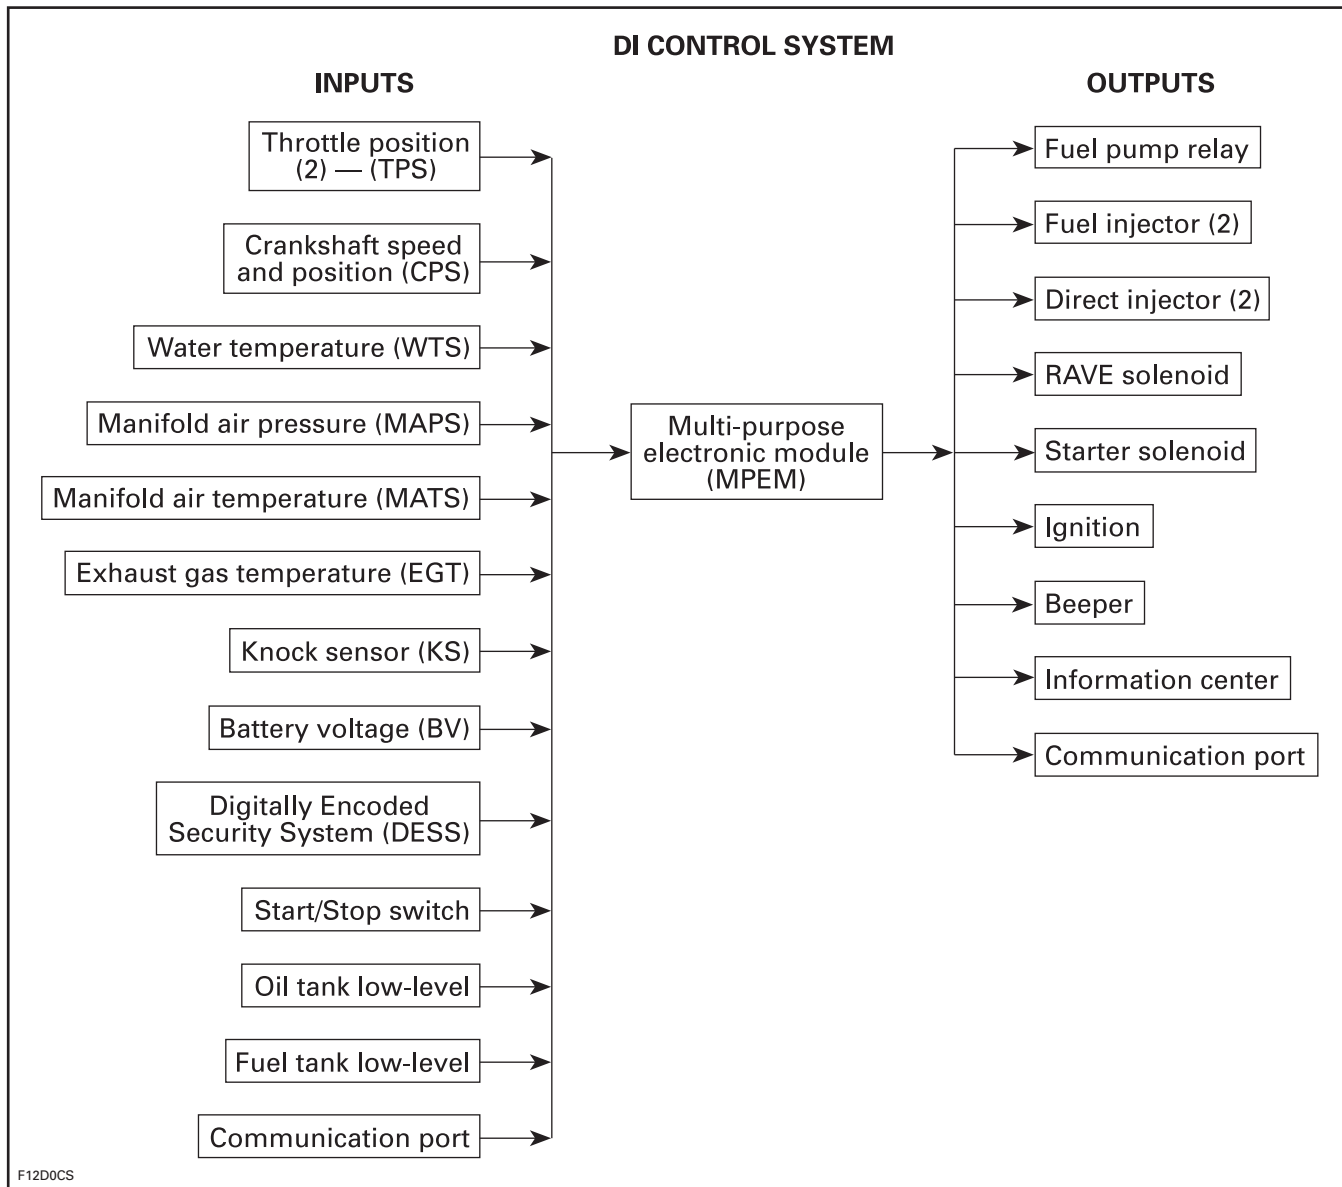 DI CONTROL SYSTEM
INPUTS
Throttle position
(2) — (TPS)
Crankshaft speed
and position (CPS)
Water temperature (WTS)
Manifold air pressure (MAPS)
Manifold air temperature (MATS)
Exhaust gas temperature (EGT)
Knock sensor (KS)
Battery voltage (BV)
Digitally Encoded
Security System (DESS)
Start/Stop switch
Oil tank low-level
Fuel tank low-level
Communication port
Multi-purpose
electronic module
(MPEM)
OUTPUTS
Fuel pump relay
Fuel injector (2)
Direct injector (2)
RAVE solenoid
Starter solenoid
Ignition
Beeper
Information center
Communication port
F12D0CS